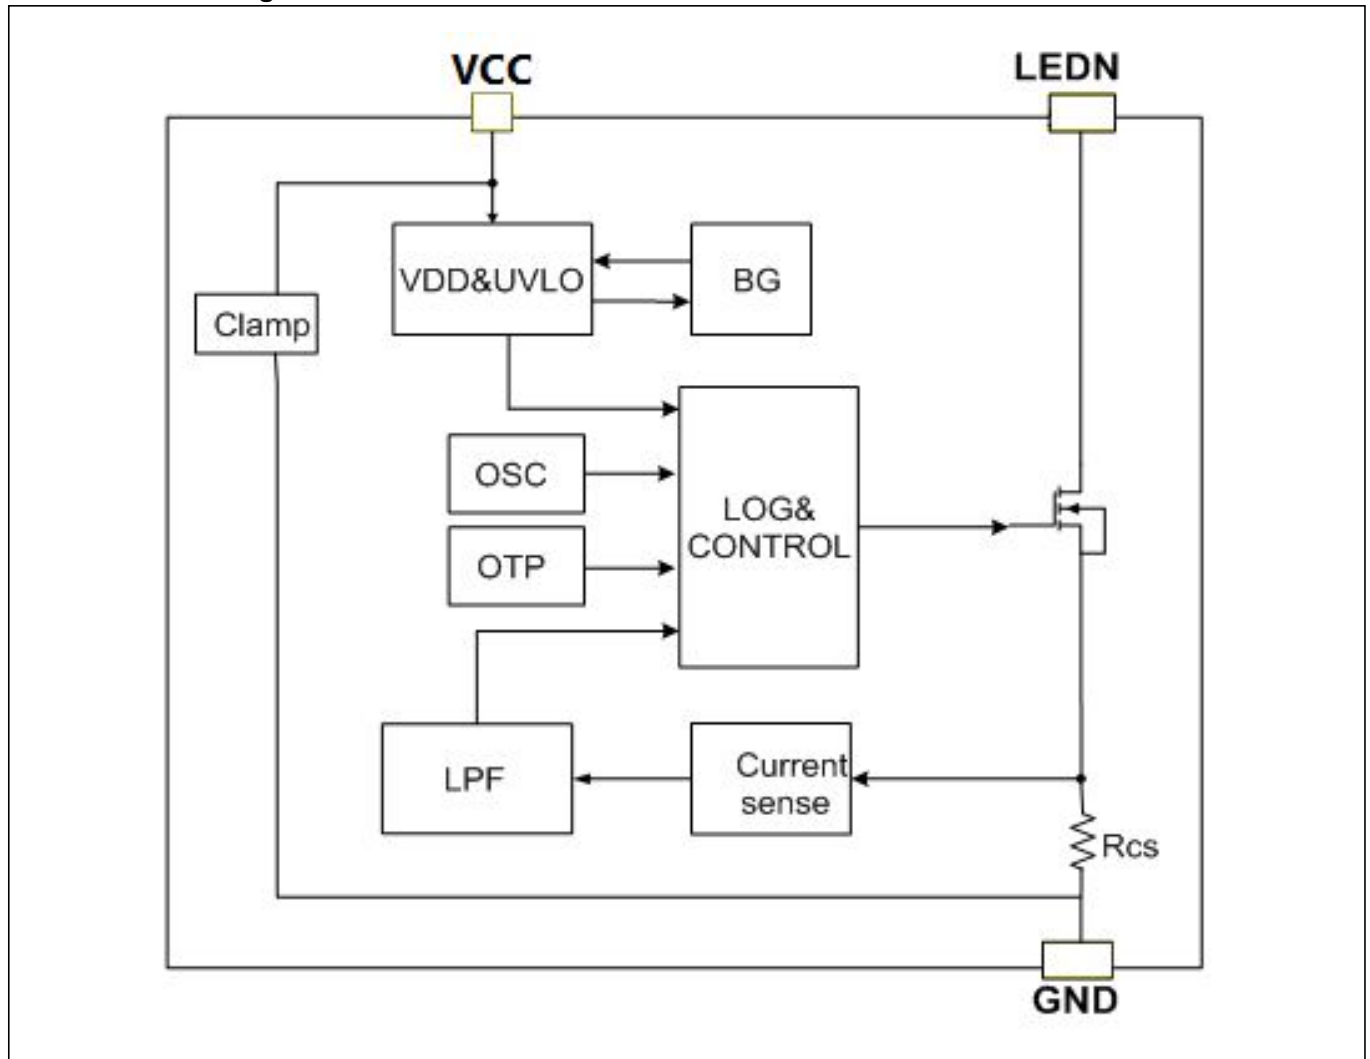 VCC
LEDN
VDD&UVLO
BG
Clamp
OSC
LOG&
CONTROL
OTP
LPF
Current
sense
Rcs
GND